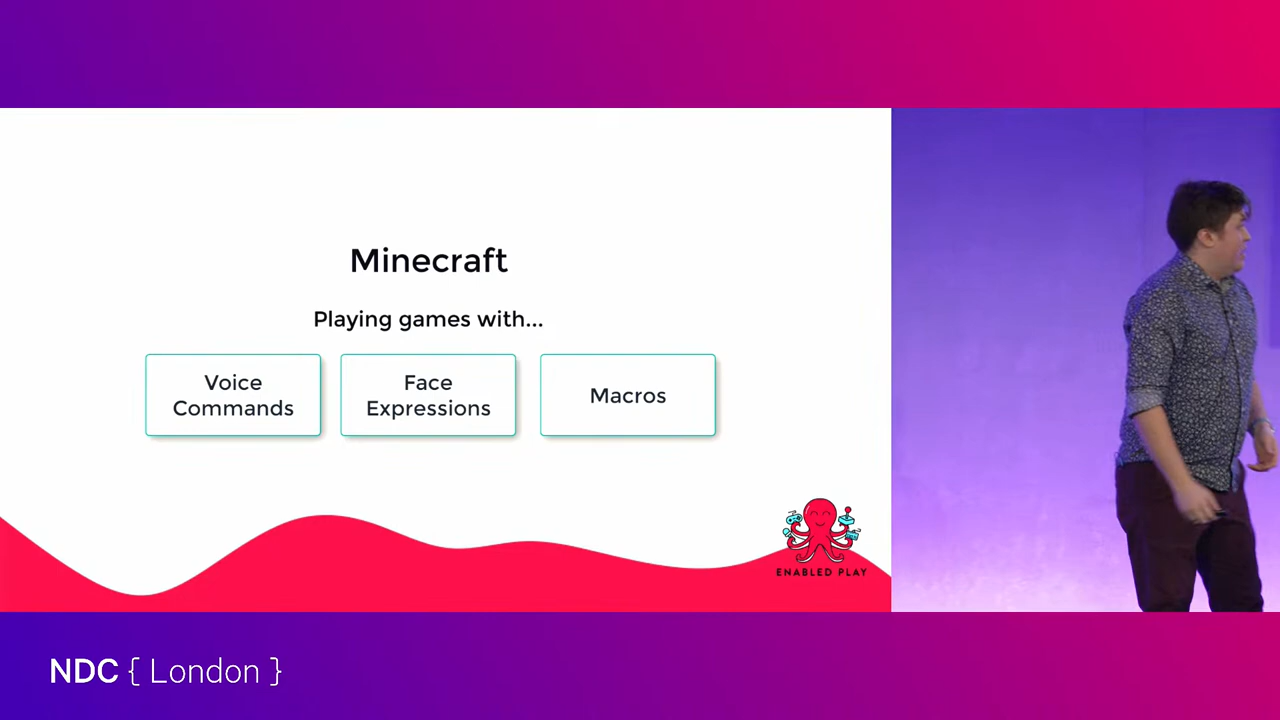 Minecraft
Playing games with...
Voice
Commands
Face
Expressions
Macros
ENABLED PLAY
NDC { London }